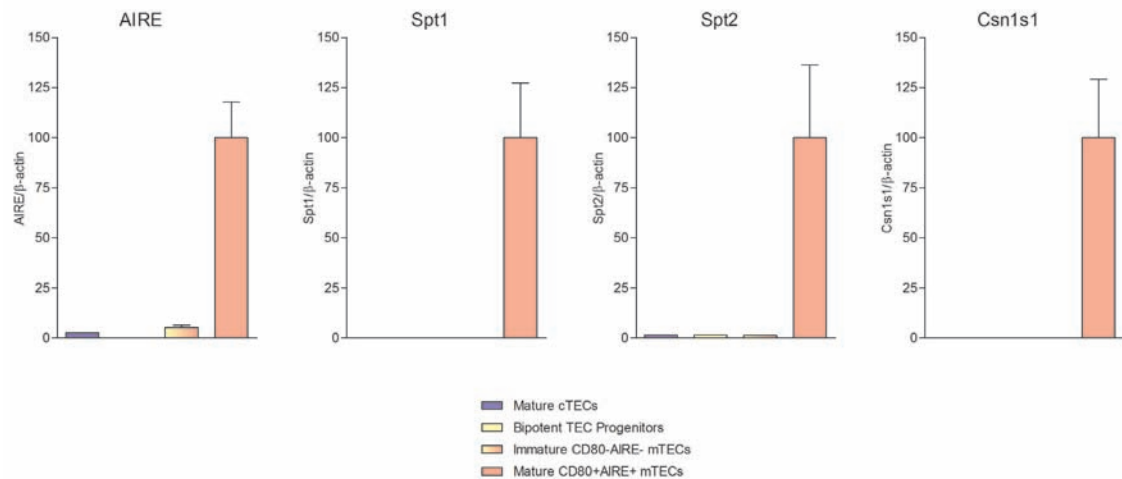 AIRE
150
125
100
75
50
25
0
AIRE/β-actin
Spt1
150
125
100
75
50
25
0
Spt1/β-actin
Spt2
150
125
100
75
50
25
0
Spt2/β-actin
Csn1s1
150
125
100
75
50
25
0
Csn1s1/β-actin
Mature cTECs
Bipotent TEC Progenitors
Immature CD80-AIRE- mTECs
Mature CD80+AIRE+ mTECs